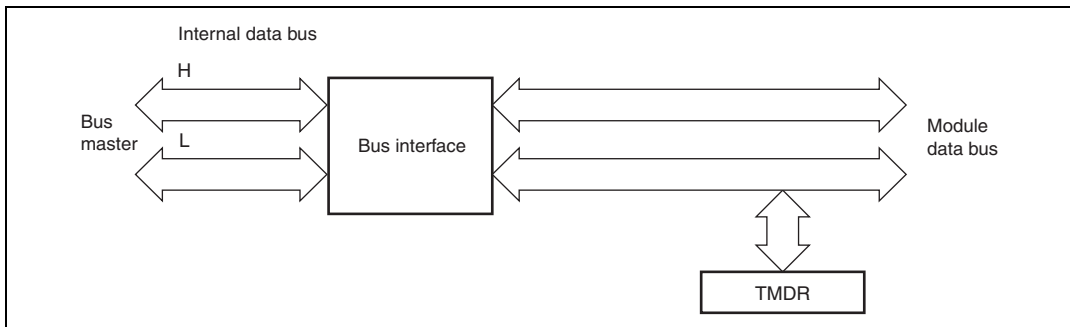 Internal data bus
H
Bus
master
L
Bus interface
Module
data bus
TMDR